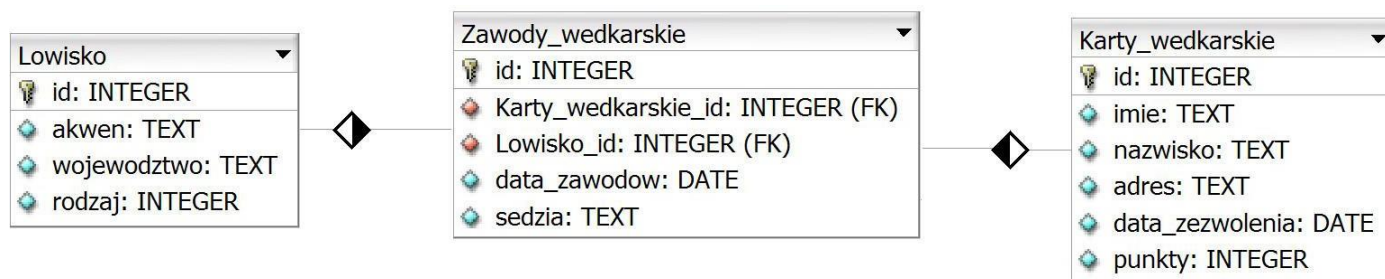 Lowisko
id: INTEGER
akwen: TEXT
wojewodztwo: TEXT
rodzaj: INTEGER
Zawody_wedkarskie
id: INTEGER
Karty_wedkarskie_id: INTEGER (FK)
Lowisko_id: INTEGER (FK)
data_zawodow: DATE
sedzia: TEXT
Karty_wedkarskie
id: INTEGER
imie: TEXT
nazwisko: TEXT
adres: TEXT
data_zezwolenia: DATE
punkty: INTEGER